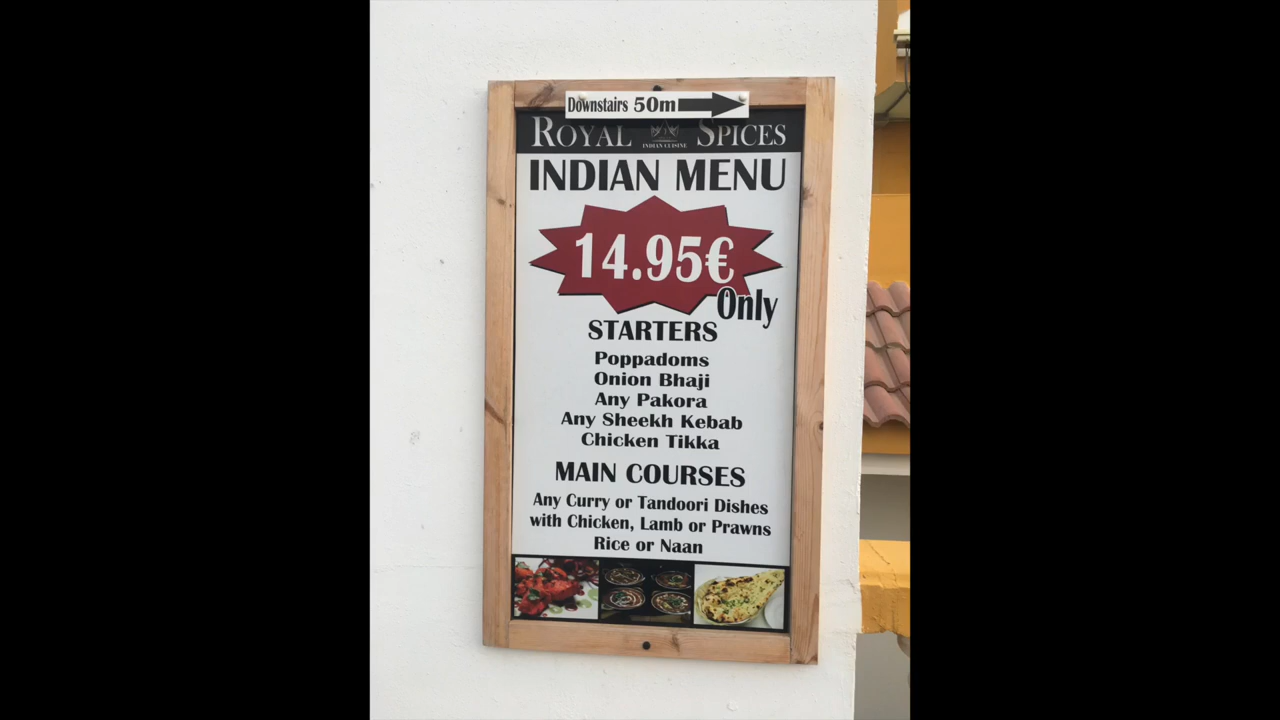 Downstairs 50m
ROYAL SPICES
INDIAN CUISINE
INDIAN MENU
14.95€
Only
STARTERS
Poppadoms
Onion Bhaji
Any Pakora
Any Sheekh Kebab
Chicken Tikka
MAIN COURSES
Any Curry or Tandoori Dishes
with Chicken, Lamb or Prawns
Rice or Naan